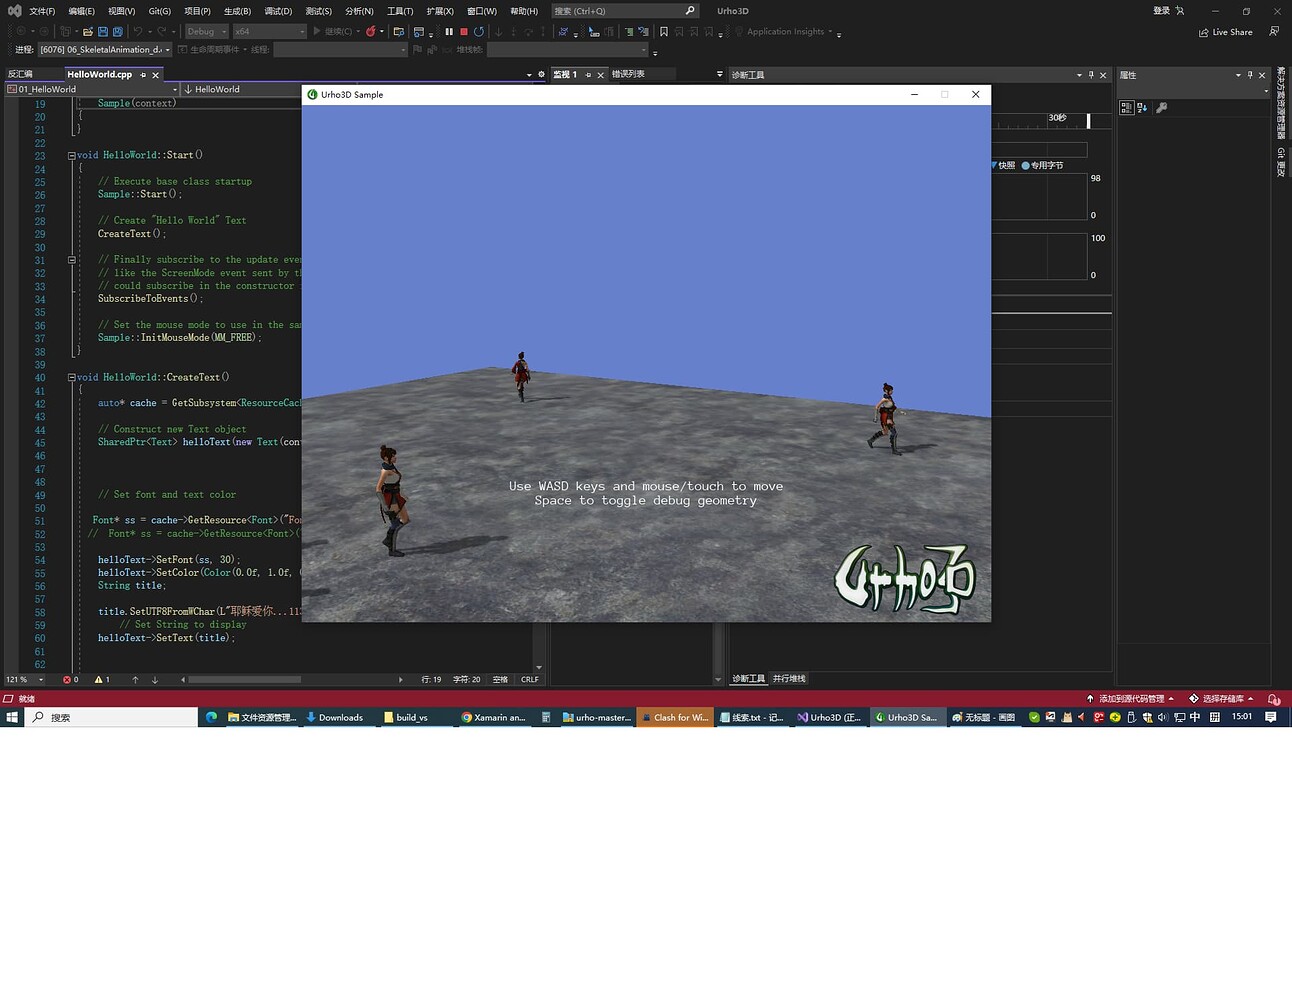 文件(F) 编辑(E) 视图(V) Git(G) 项目(P) 生成(B) 调试(D) 测试(S) 分析(N) 工具(T) 扩展(X) 窗口(W) 帮助(H) 搜索 (Ctrl+Q) Urho3D 登录
Debug x64 继续(C) Application Insights Live Share
进程: [6076] 06_SkeletalAnimation_d. 生命周期事件 线程: 堆栈帧:
反汇编 HelloWorld.cpp 监视 1 错误列表 诊断工具 属性
01_HelloWorld HelloWorld
19 Sample(context)
20 {
21 }
22
23 void HelloWorld::Start()
24 {
25 // Execute base class startup
26 Sample::Start();
27
28 // Create "Hello World" Text
29 CreateText();
30
31 // Finally subscribe to the update eve
32 // like the ScreenMode event sent by t
33 // could subscribe in the constructor
34 SubscribeToEvents();
35
36 // Set the mouse mode to use in the sa
37 Sample::InitMouseMode(MM_FREE);
38 }
39
40 void HelloWorld::CreateText()
41 {
42 auto* cache = GetSubsystem<ResourceCac
43
44 // Construct new Text object
45 SharedPtr<Text> helloText(new Text(con
46
47
48
49 // Set font and text color
50
51 Font* ss = cache->GetResource<Font>("Fo
52 // Font* ss = cache->GetResource<Font>(
53
54 helloText->SetFont(ss, 30);
55 helloText->SetColor(Color(0.0f, 1.0f,
56 String title;
57
58 title.SetUTF8FromWChar(L"耶稣爱你...11
59 // Set String to display
60 helloText->SetText(title);
61
62
Urho3D Sample
Use WASD keys and mouse/touch to move
Space to toggle debug geometry
Urho3D
30秒
快照 专用字节
98
0
100
0
解决方案资源管理器
Git 更改
121 % 0 1 行: 19 字符: 20 空格 CRLF
诊断工具 并行堆栈
就绪 添加到源代码管理 选择存储库
搜索 文件资源管理... Downloads build_vs Xamarin an... urho-master... Clash for Wi... 线索.txt - 记... Urho3D (正... Urho3D Sa... 无标题 - 画图 中 15:01